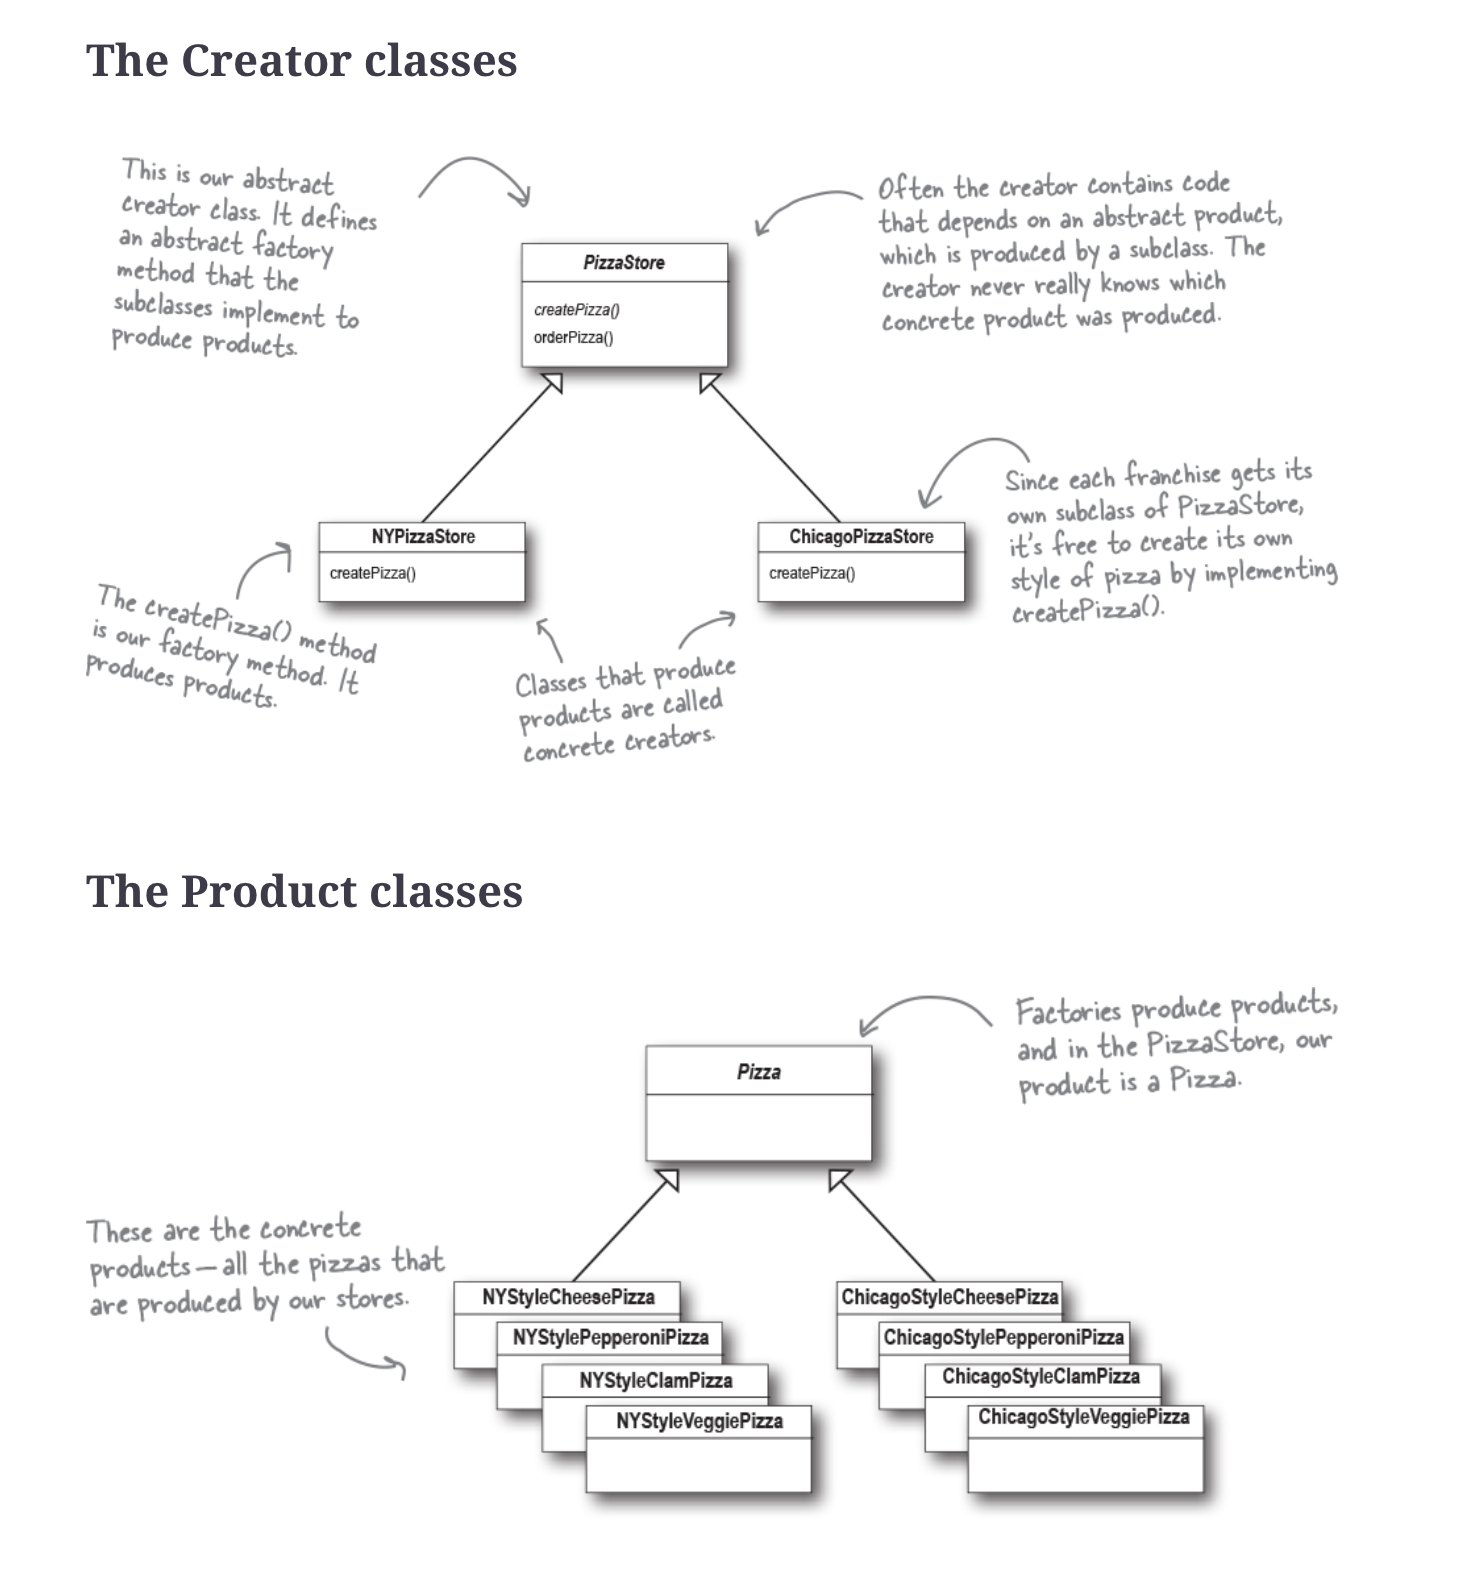 The Creator classes
This is our abstract
creator class. It defines
an abstract factory
method that the
subclasses implement to
produce products.
Often the creator contains code
that depends on an abstract product,
which is produced by a subclass. The
creator never really knows which
concrete product was produced.
PizzaStore
createPizza()
orderPizza()
NYPizzaStore
createPizza()
ChicagoPizzaStore
createPizza()
Since each franchise gets its
own subclass of PizzaStore,
it's free to create its own
style of pizza by implementing
createPizza().
The createPizza() method
is our factory method. It
produces products.
Classes that produce
products are called
concrete creators.
The Product classes
Factories produce products,
and in the PizzaStore, our
product is a Pizza.
Pizza
These are the concrete
products—all the pizzas that
are produced by our stores.
NYStyleCheesePizza
NYStylePepperoniPizza
NYStyleClamPizza
NYStyleVeggiePizza
ChicagoStyleCheesePizza
ChicagoStylePepperoniPizza
ChicagoStyleClamPizza
ChicagoStyleVeggiePizza